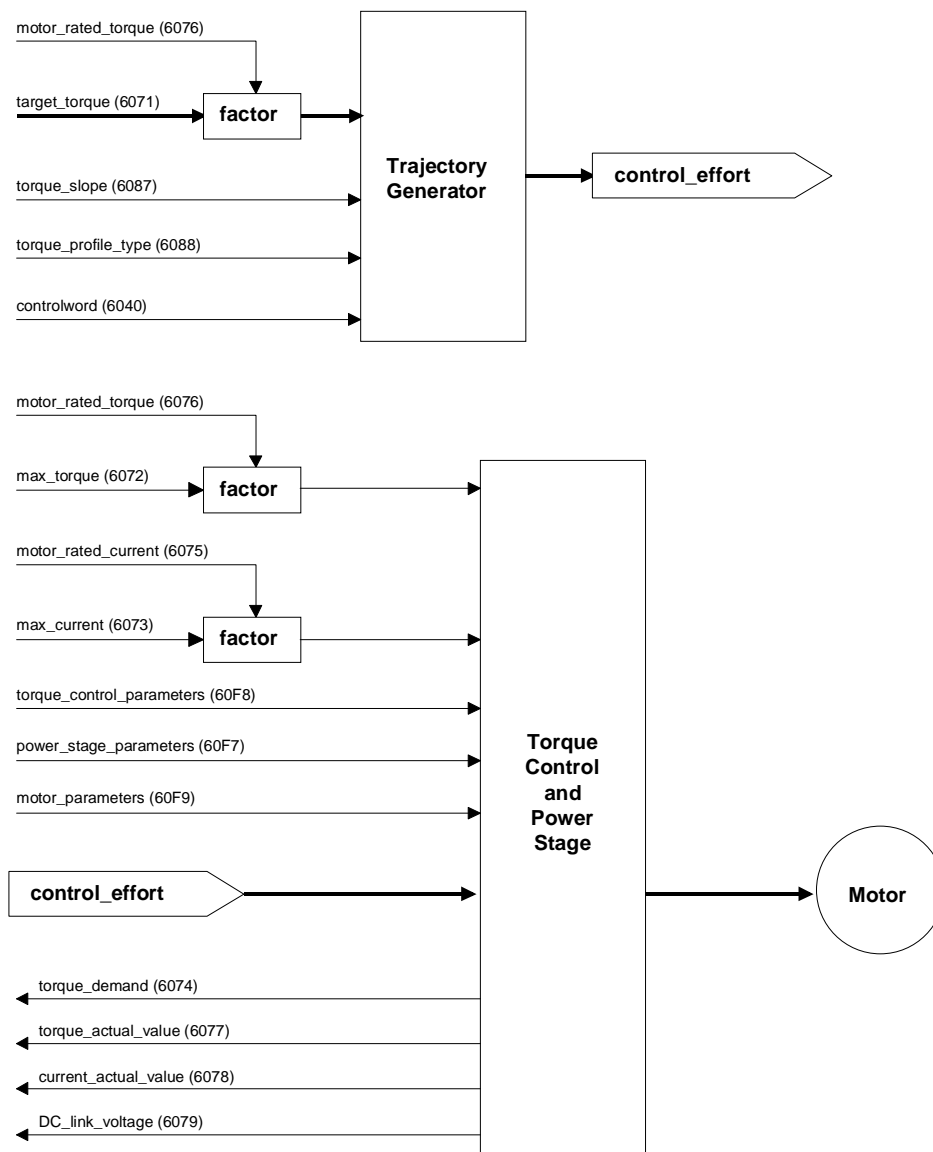 motor_rated_torque (6076)
target_torque (6071)
factor
torque_slope (6087)
torque_profile_type (6088)
controlword (6040)
Trajectory
Generator
control_effort
motor_rated_torque (6076)
max_torque (6072)
factor
motor_rated_current (6075)
max_current (6073)
factor
torque_control_parameters (60F8)
power_stage_parameters (60F7)
motor_parameters (60F9)
Torque
Control
and
Power
Stage
control_effort
Motor
torque_demand (6074)
torque_actual_value (6077)
current_actual_value (6078)
DC_link_voltage (6079)